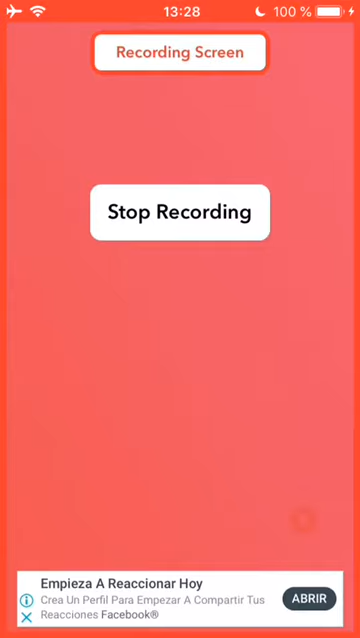 13:28
100 %
Recording Screen
Stop Recording
Empieza A Reaccionar Hoy
Crea Un Perfil Para Empezar A Compartir Tus
Reacciones Facebook®
ABRIR